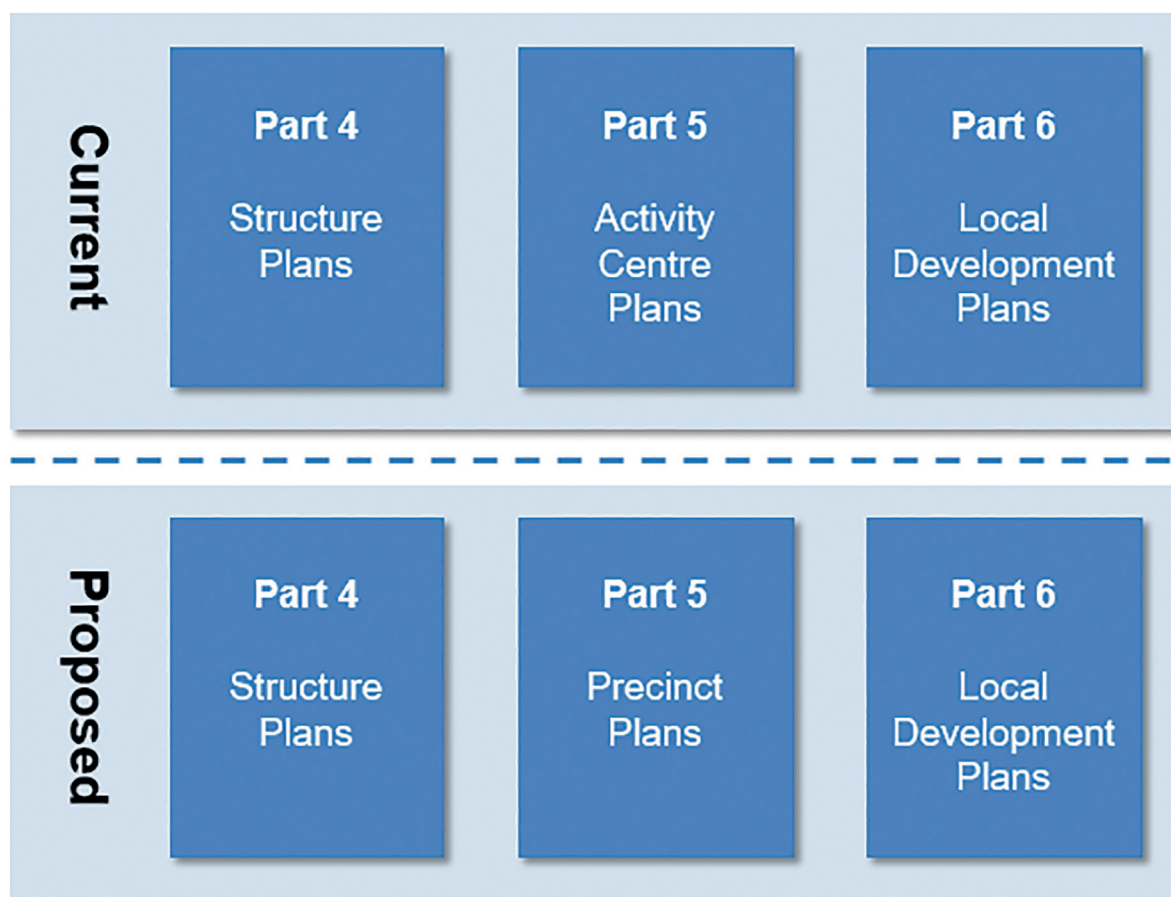 Current
Part 4
Structure
Plans
Part 5
Activity
Centre
Plans
Part 6
Local
Development
Plans
Proposed
Part 4
Structure
Plans
Part 5
Precinct
Plans
Part 6
Local
Development
Plans